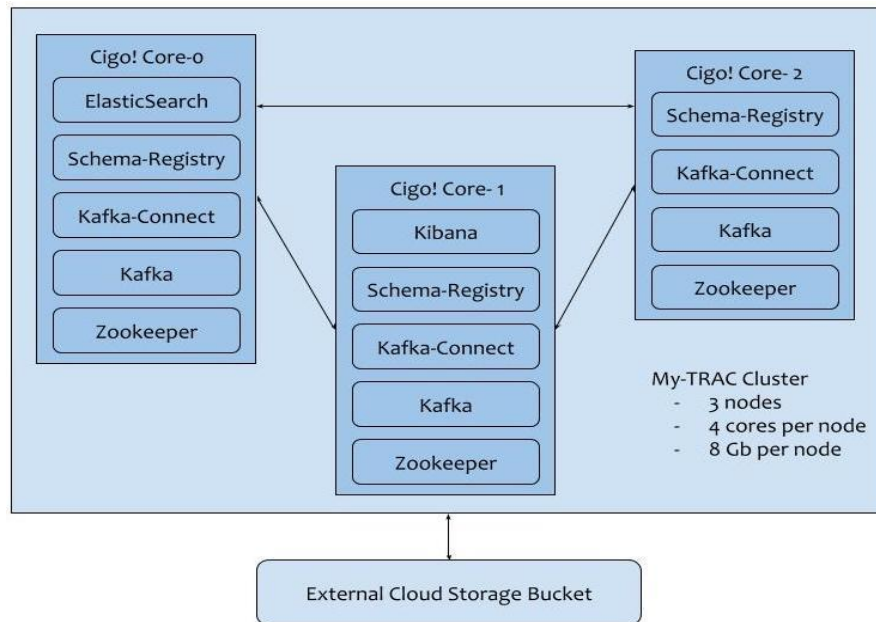 Cigo! Core-0
ElasticSearch
Schema-Registry
Kafka-Connect
Kafka
Zookeeper
Cigo! Core- 1
Kibana
Schema-Registry
Kafka-Connect
Kafka
Zookeeper
Cigo! Core- 2
Schema-Registry
Kafka-Connect
Kafka
Zookeeper
My-TRAC Cluster
- 3 nodes
- 4 cores per node
- 8 Gb per node
External Cloud Storage Bucket